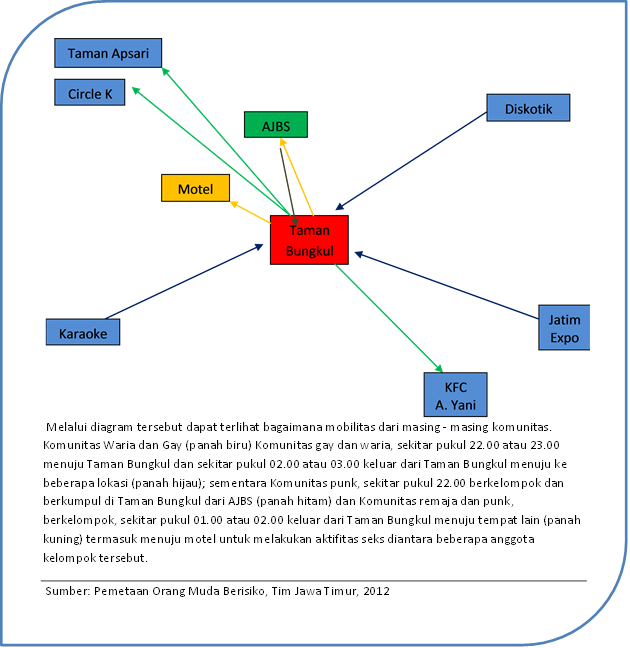 Taman Apsari
Circle K
AJBS
Diskotik
Motel
Taman
Bungkul
Karaoke
Jatim
Expo
KFC
A. Yani
Melalui diagram tersebut dapat terlihat bagaimana mobilitas dari masing - masing komunitas.
Komunitas Waria dan Gay (panah biru) Komunitas gay dan waria, sekitar pukul 22.00 atau 23.00
menuju Taman Bungkul dan sekitar pukul 02.00 atau 03.00 keluar dari Taman Bungkul menuju ke
beberapa lokasi (panah hijau); sementara Komunitas punk, sekitar pukul 22.00 berkelompok dan
berkumpul di Taman Bungkul dari AJBS (panah hitam) dan Komunitas remaja dan punk,
berkelompok, sekitar pukul 01.00 atau 02.00 keluar dari Taman Bungkul menuju tempat lain (panah
kuning) termasuk menuju motel untuk melakukan aktifitas seks diantara beberapa anggota
kelompok tersebut.
Sumber: Pemetaan Orang Muda Berisiko, Tim Jawa Timur, 2012